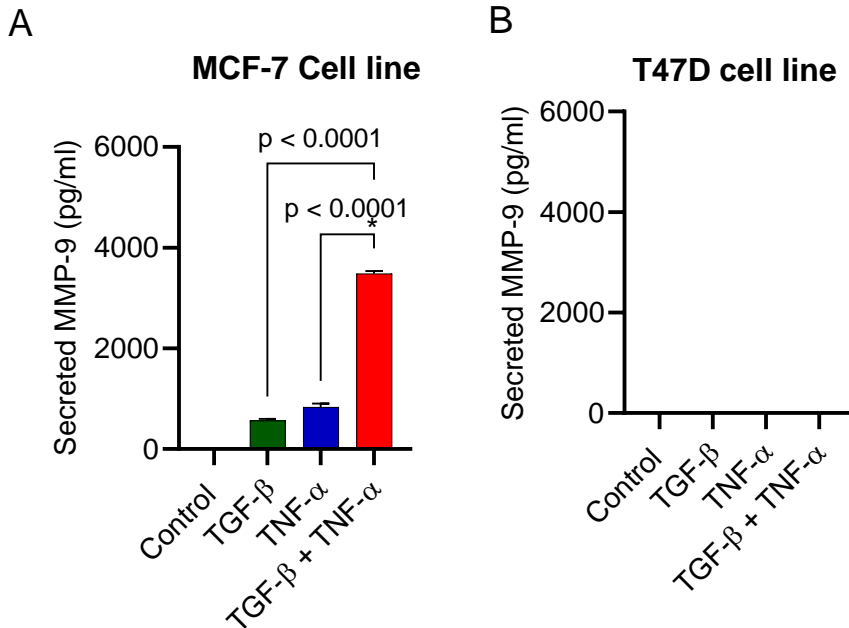 A
MCF-7 Cell line
Secreted MMP-9 (pg/ml)
6000
4000
2000
0
p < 0.0001
p < 0.0001
*
Control
TGF-β
TNF-α
TGF-β + TNF-α
B
T47D cell line
Secreted MMP-9 (pg/ml)
6000
4000
2000
0
Control
TGF-β
TNF-α
TGF-β + TNF-α